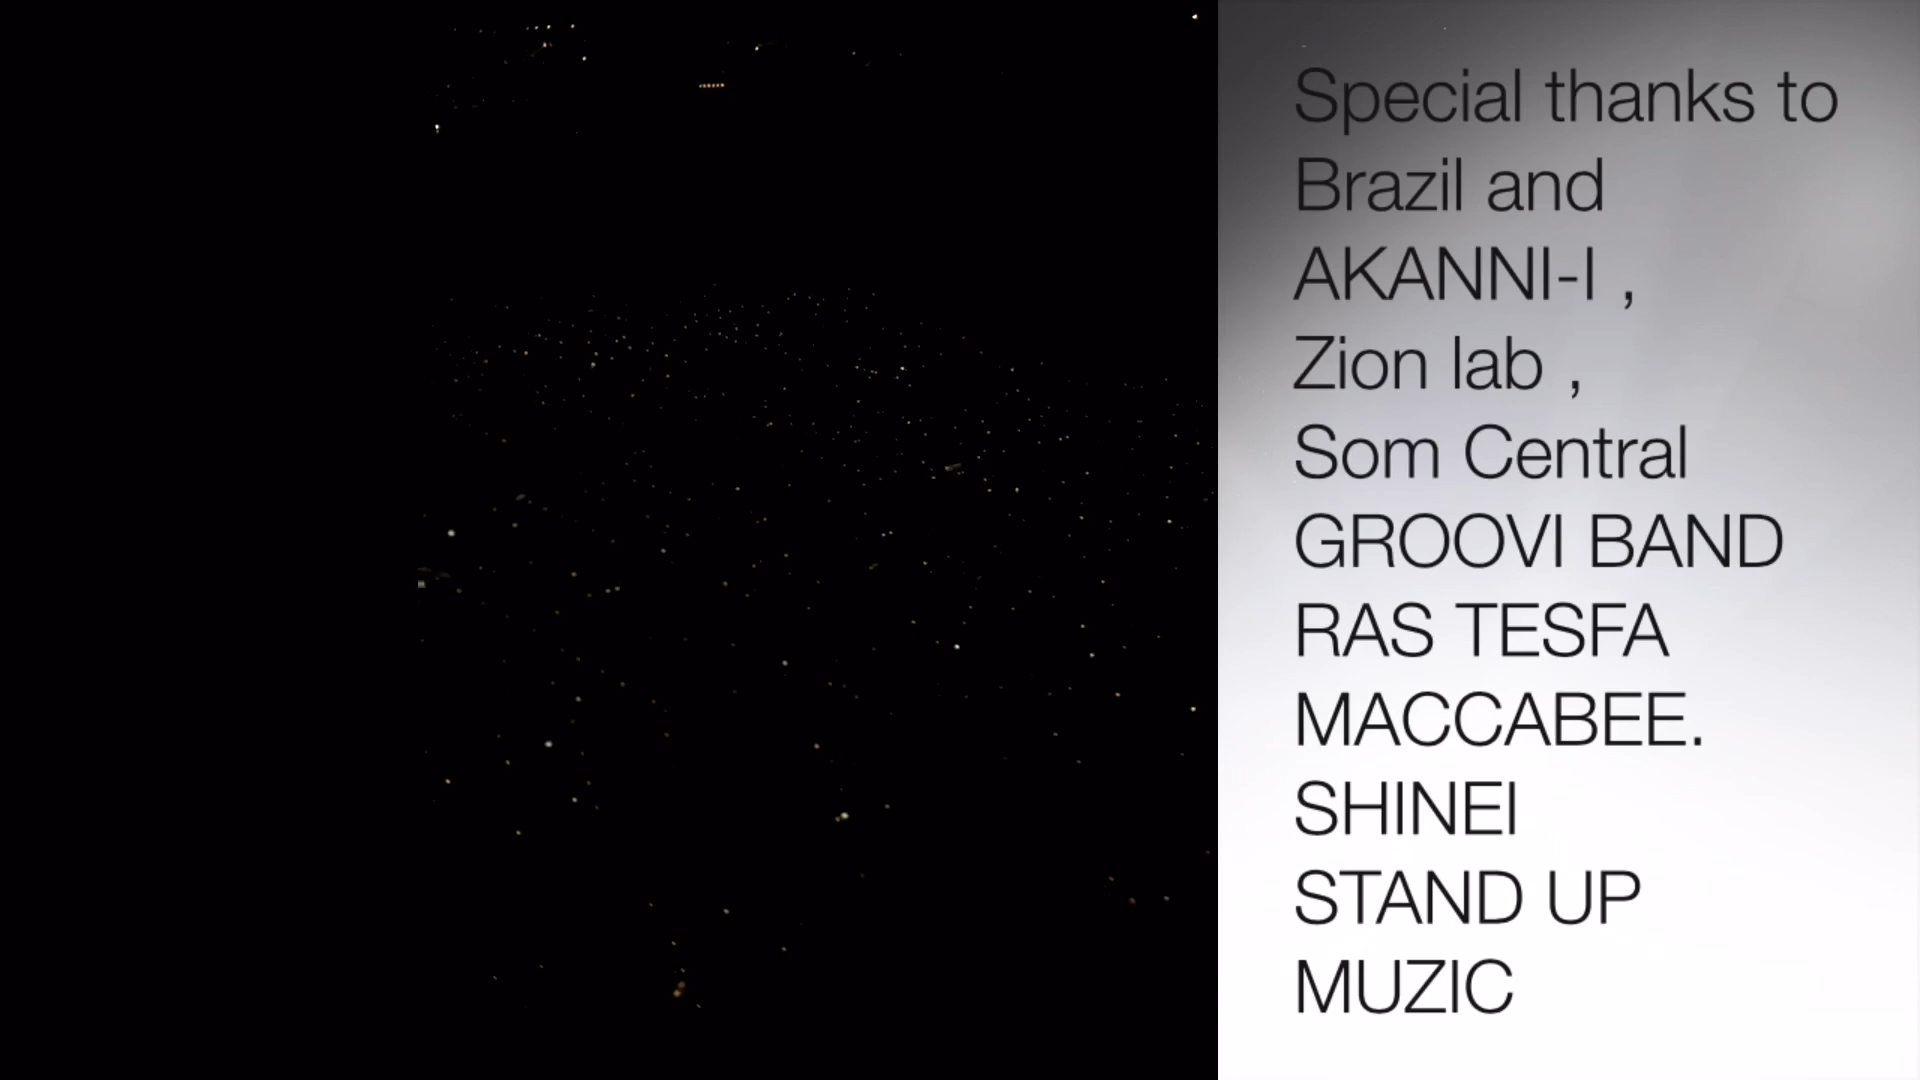 Special thanks to
Brazil and
AKANNI-I ,
Zion lab ,
Som Central
GROOVI BAND
RAS TESFA
MACCABEE.
SHINEI
STAND UP
MUZIC